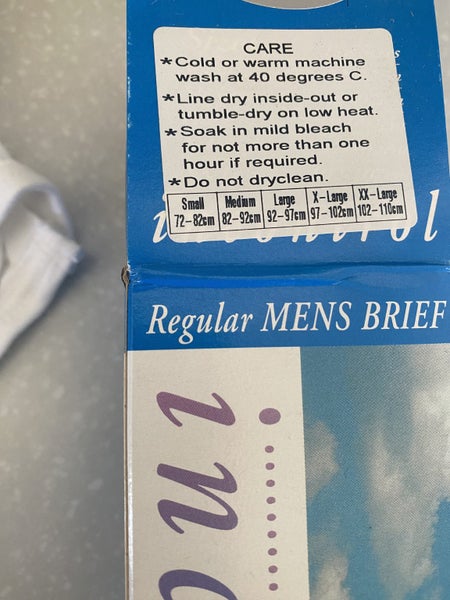 CARE
*Cold or warm machine
wash at 40 degrees C.
*Line dry inside-out or
tumble-dry on low heat.
*Soak in mild bleach
for not more than one
hour if required.
*Do not dryclean.
Small Medium Large X-Large XX-Large
72-82cm 82-92cm 92-97cm 97-102cm 102-110cm
Regular MENS BRIEF